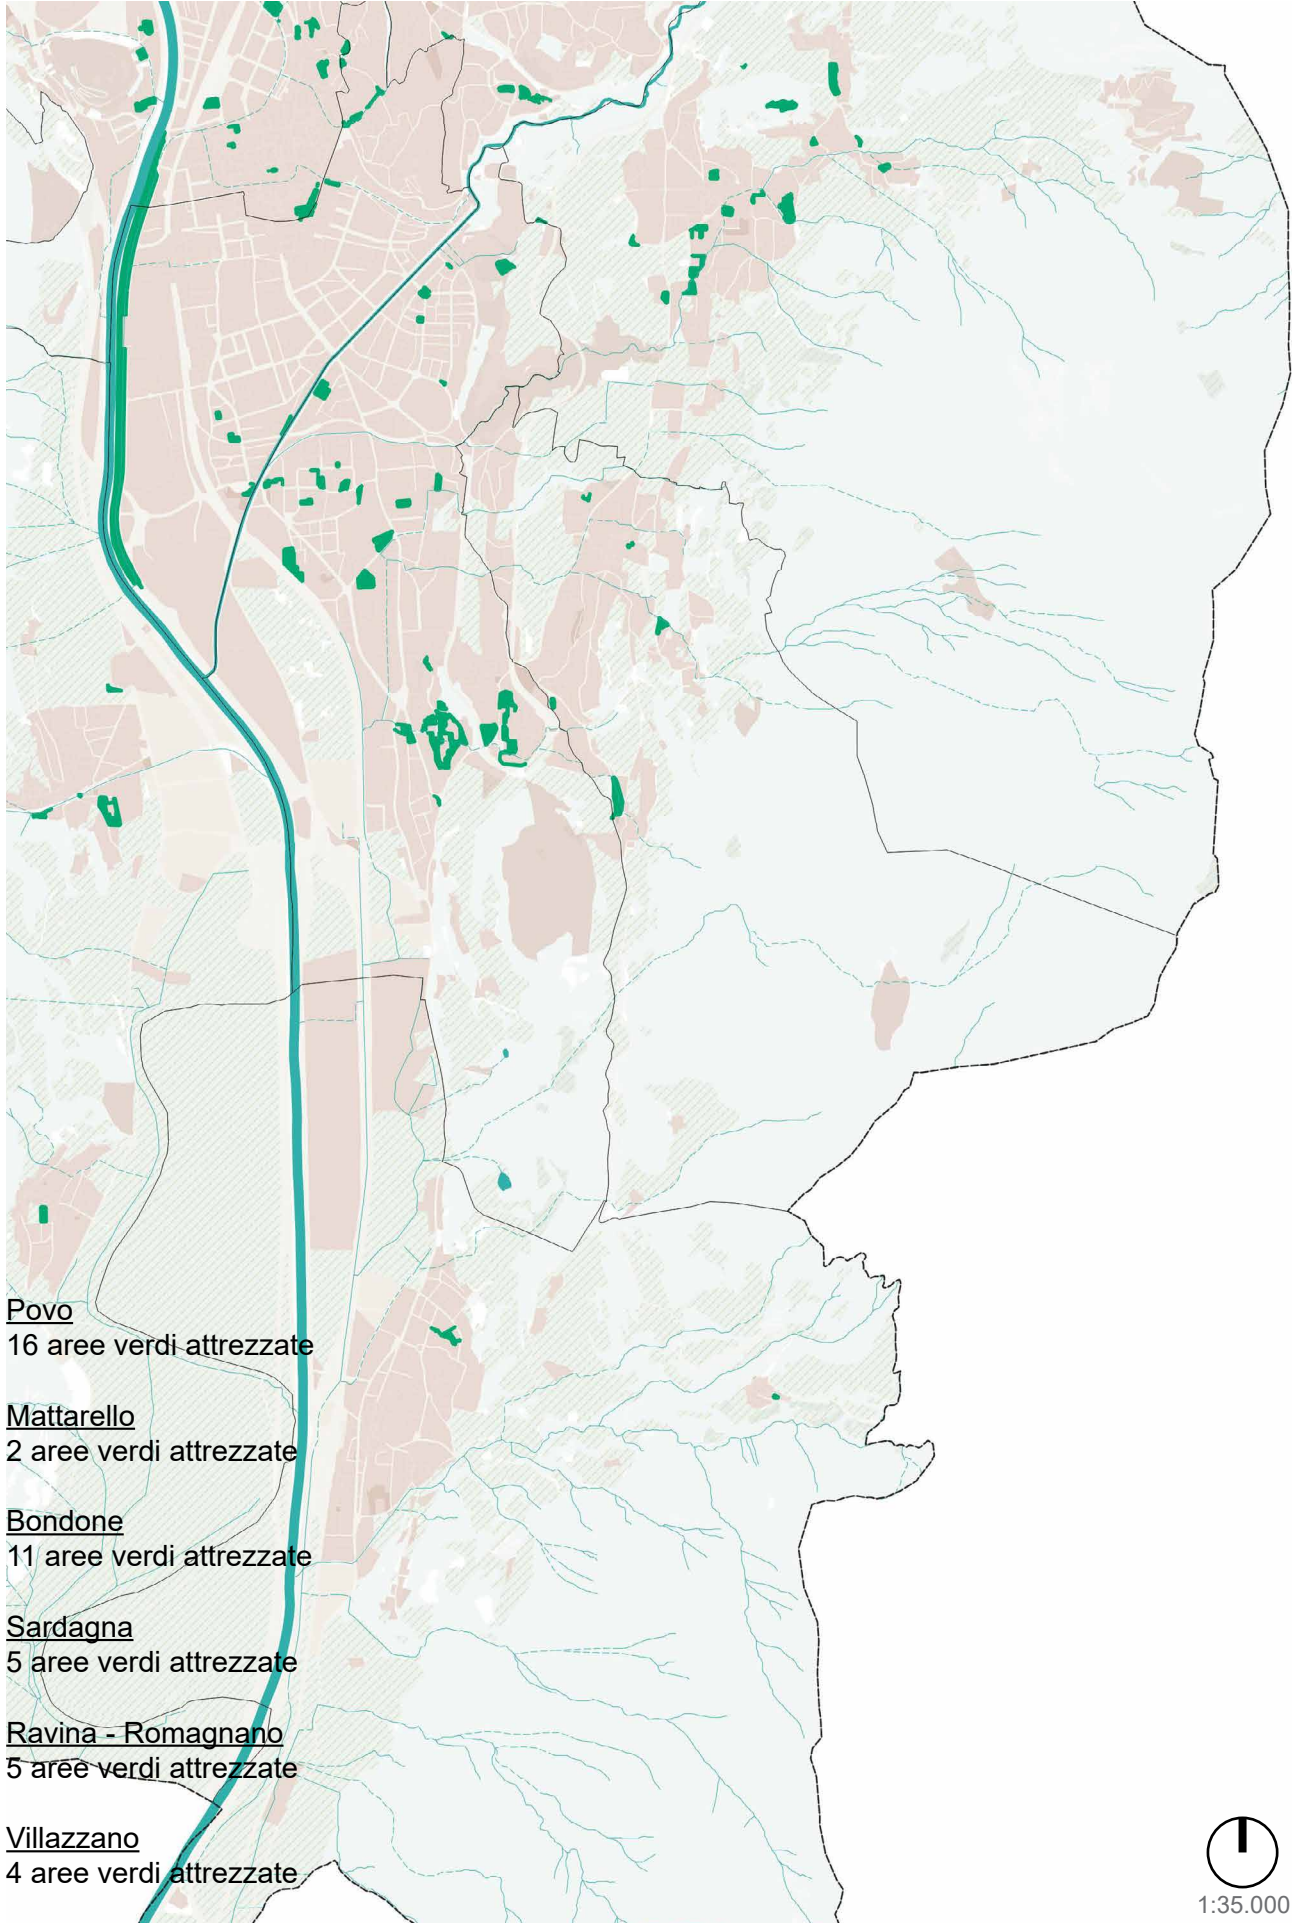 Povo
16 aree verdi attrezzate
Mattarello
2 aree verdi attrezzate
Bondone
11 aree verdi attrezzate
Sardagna
5 aree verdi attrezzate
Ravina - Romagnano
5 aree verdi attrezzate
Villazzano
4 aree verdi attrezzate
1:35.000